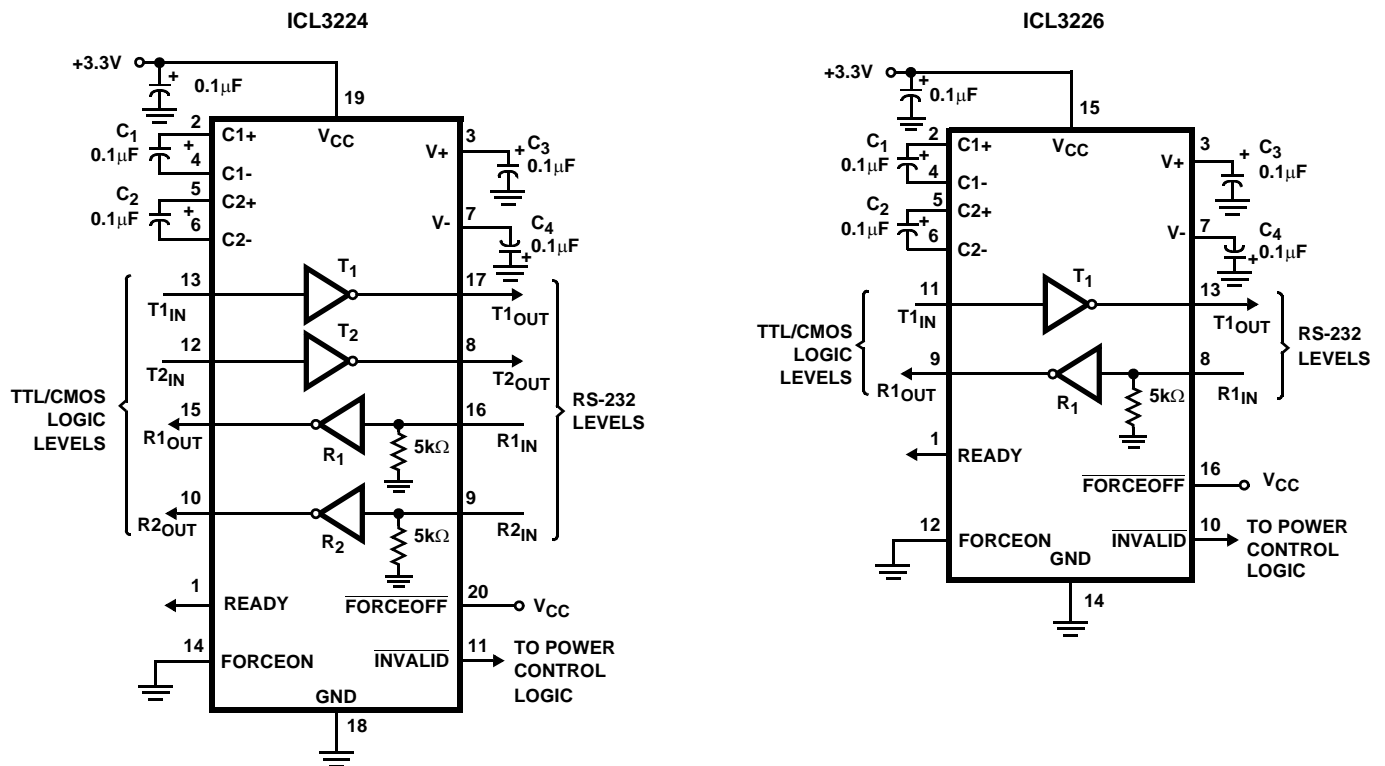 ICL3224
+3.3V
+
0.1μF
19
2
C1+
VCC
3
V+
+
C3
0.1μF
C1
0.1μF
+
4
C1-
5
C2+
C2
0.1μF
+
6
C2-
7
V-
C4
0.1μF
+
T1
13
T1IN
17
T1OUT
T2
12
T2IN
8
T2OUT
TTL/CMOS
LOGIC
LEVELS
RS-232
LEVELS
15
R1OUT
R1
5kΩ
16
R1IN
10
R2OUT
R2
5kΩ
9
R2IN
1
READY
FORCEOFF
20
VCC
14
FORCEON
INVALID
11
TO POWER
CONTROL
LOGIC
GND
18
ICL3226
+3.3V
+
0.1μF
15
2
C1+
VCC
3
V+
+
C3
0.1μF
C1
0.1μF
+
4
C1-
5
C2+
C2
0.1μF
+
6
C2-
7
V-
C4
0.1μF
+
T1
11
T1IN
13
T1OUT
TTL/CMOS
LOGIC
LEVELS
RS-232
LEVELS
9
R1OUT
R1
5kΩ
8
R1IN
1
READY
FORCEOFF
16
VCC
12
FORCEON
INVALID
10
TO POWER
CONTROL
LOGIC
GND
14